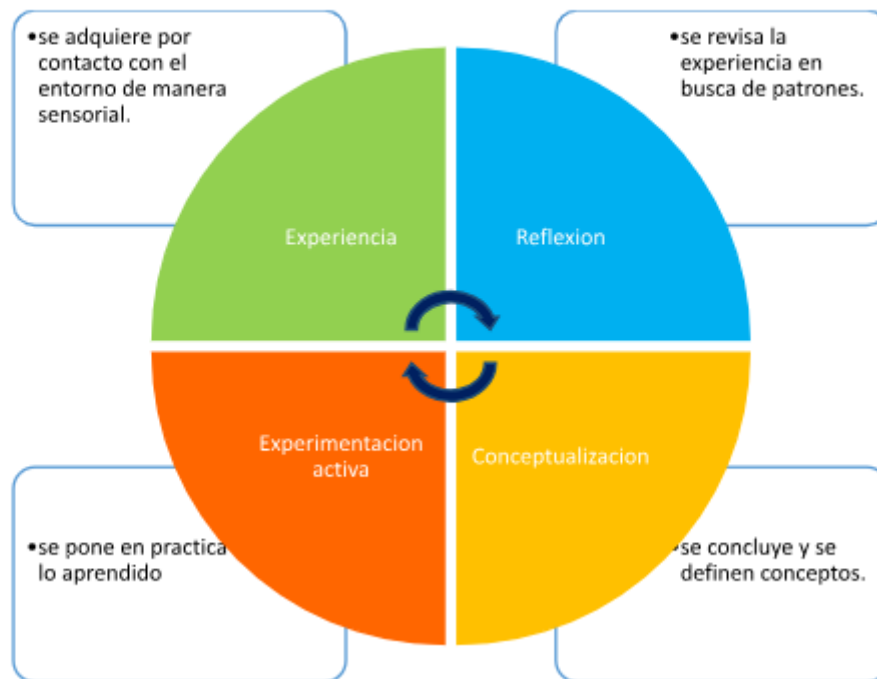 •se adquiere por
contacto con el
entorno de manera
sensorial.
•se revisa la
experiencia en
busca de patrones.
Experiencia
Reflexion
Experimentacion
activa
Conceptualizacion
•se pone en practica
lo aprendido
•se concluye y se
definen conceptos.